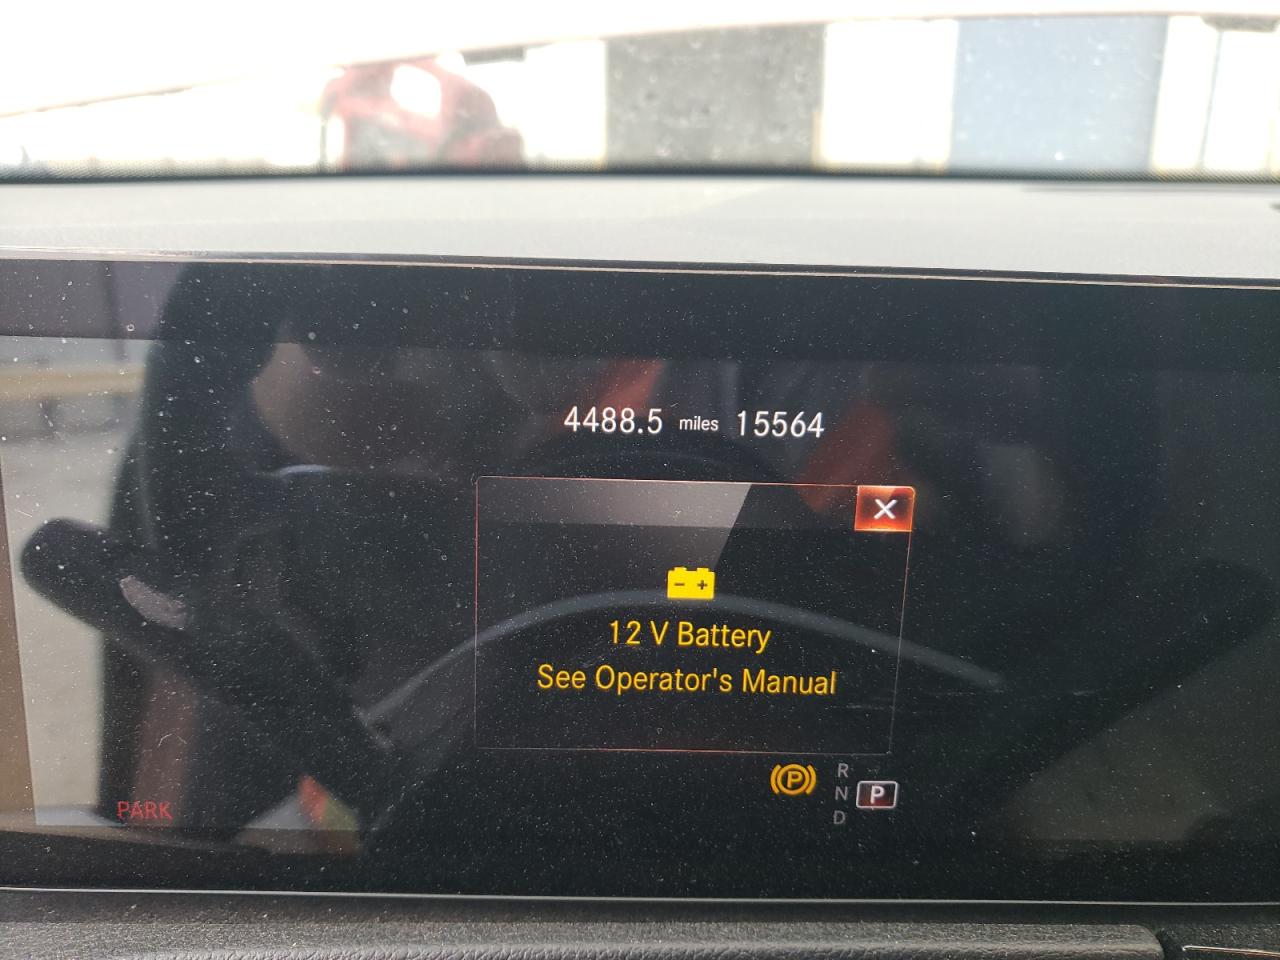 4488.5 miles 15564
12 V Battery
See Operator's Manual
P
R
N P
D
PARK